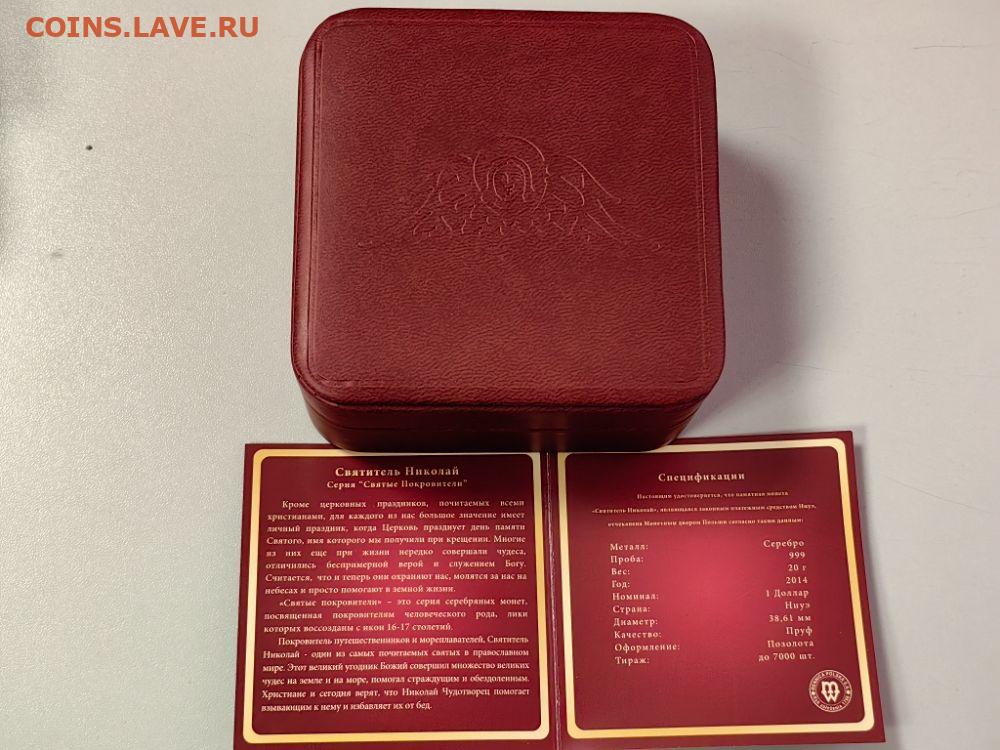 COINS.LAVE.RU
Святитель Николай
Серия "Святые Покровители"
Кроме церковных праздников, почитаемых всеми
христианами, для каждого из нас большое значение имеет
личный праздник, когда Церковь празднует день памяти
Святого, имя которого мы получили при крещении. Многие
из них еще при жизни нередко совершали чудеса,
отличились беспримерной верой и служением Богу.
Считается, что и теперь они охраняют нас, молятся за нас на
небесах и просто помогают в земной жизни.
«Святые покровители» – это серия серебряных монет,
посвященная покровителям человеческого рода, лики
которых воссозданы с икон 16-17 столетий.
Покровитель путешественников и мореплавателей, Святитель
Николай - один из самых почитаемых святых в православном
мире. Этот великий угодник Божий совершил множество великих
чудес на земле и на море, помогал страждущим и обездоленным.
Христиане и сегодня верят, что Николай Чудотворец помогает
взывающим к нему и избавляет их от бед.
Спецификации
Настоящим удостоверяется, что памятная монета
«Святитель Николай», являющаяся законным платежным средством Ниуэ,
отчеканена Монетным двором Польши согласно таким данным:
Металл: Серебро
Проба: 999
Вес: 20 г
Год: 2014
Номинал: 1 Доллар
Страна: Ниуэ
Диаметр: 38,61 мм
Качество: Пруф
Оформление: Позолота
Тираж: до 7000 шт.
MENNICA POLSKA S.A.